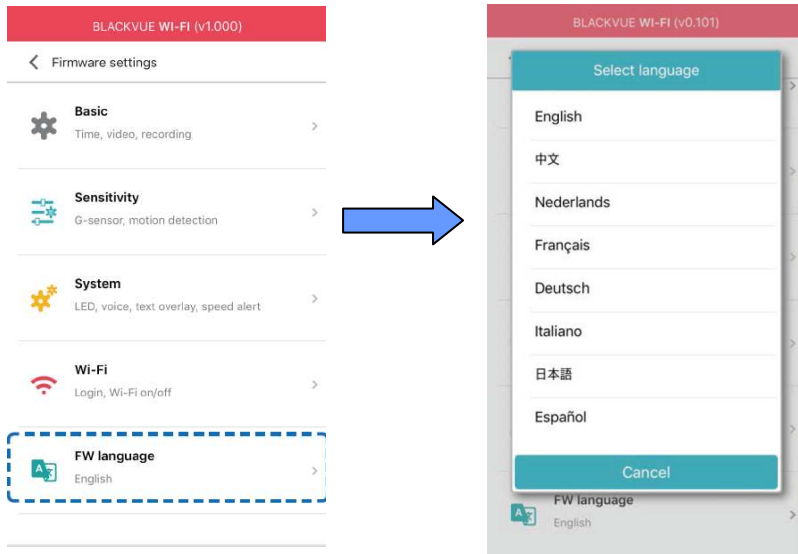 BLACKVUE WI-FI (v1.000)
Firmware settings
Basic
Time, video, recording
Sensitivity
G-sensor, motion detection
System
LED, voice, text overlay, speed alert
Wi-Fi
Login, Wi-Fi on/off
FW language
English
BLACKVUE WI-FI (v0.101)
Select language
English
中文
Nederlands
Français
Deutsch
Italiano
日本語
Español
Cancel
FW language
English